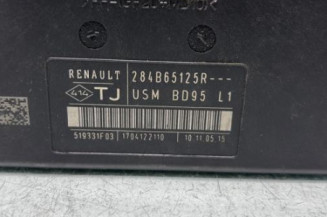 RENAULT 284B65125R---
TJ USM BD95 L1
519331F03 1704122110 10.11.05.15